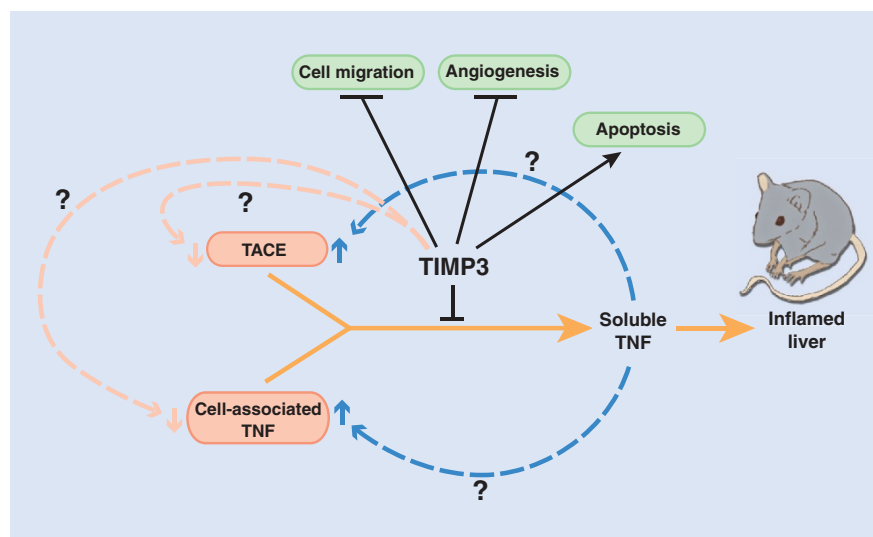 Cell migration
Angiogenesis
Apoptosis
?
?
?
TACE
TIMP3
Soluble
TNF
Inflamed
liver
Cell-associated
TNF
?